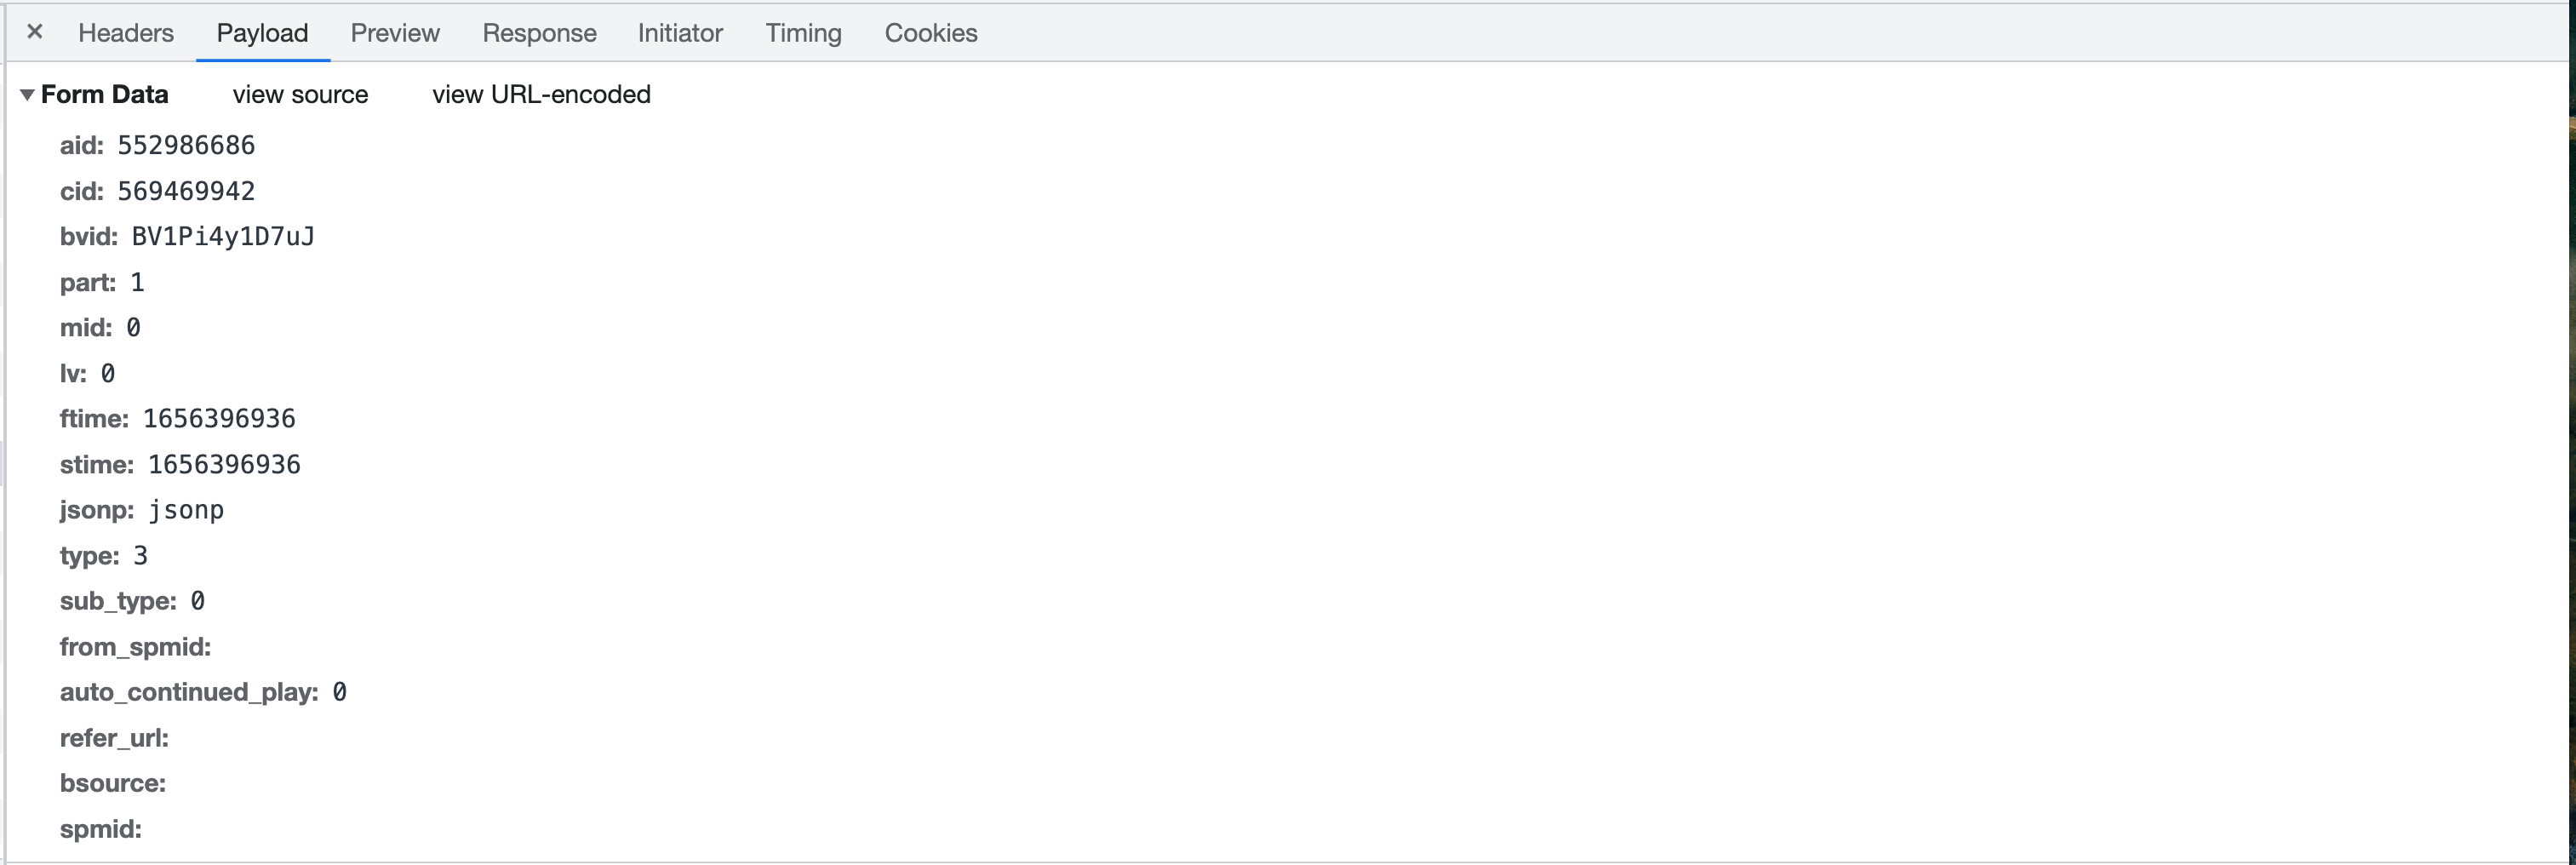 × Headers Payload Preview Response Initiator Timing Cookies
▼ Form Data view source view URL-encoded
aid: 552986686
cid: 569469942
bvid: BV1Pi4y1D7uJ
part: 1
mid: 0
lv: 0
ftime: 1656396936
stime: 1656396936
jsonp: jsonp
type: 3
sub_type: 0
from_spmid:
auto_continued_play: 0
refer_url:
bsource:
spmid: